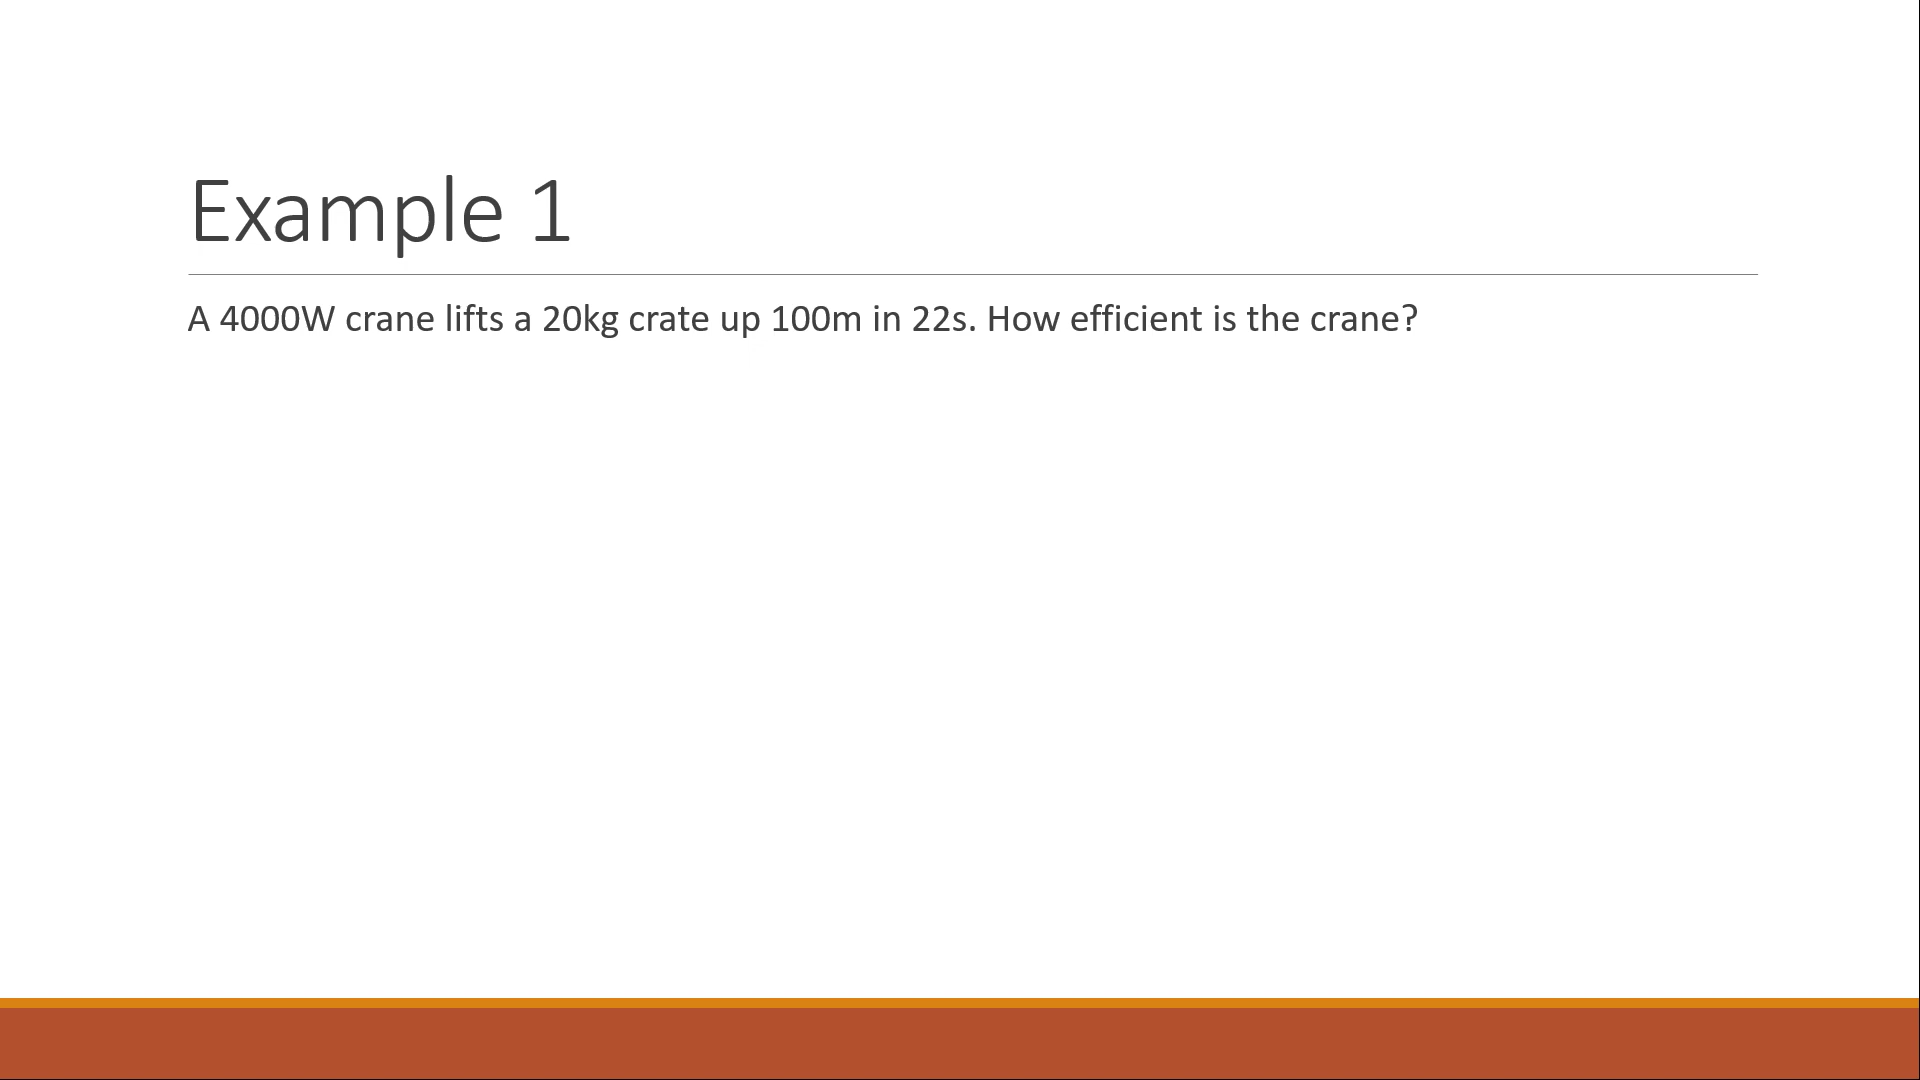 Example 1
A 4000W crane lifts a 20kg crate up 100m in 22s. How efficient is the crane?